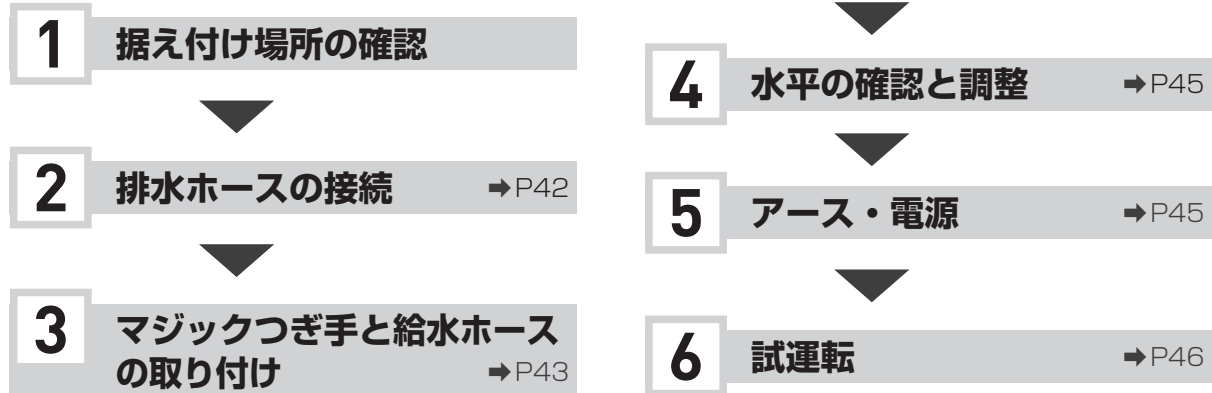 1 据え付け場所の確認
2 排水ホースの接続 ➡P42
3 マジックつぎ手と給水ホース
の取り付け ➡P43
4 水平の確認と調整 ➡P45
5 アース・電源 ➡P45
6 試運転 ➡P46